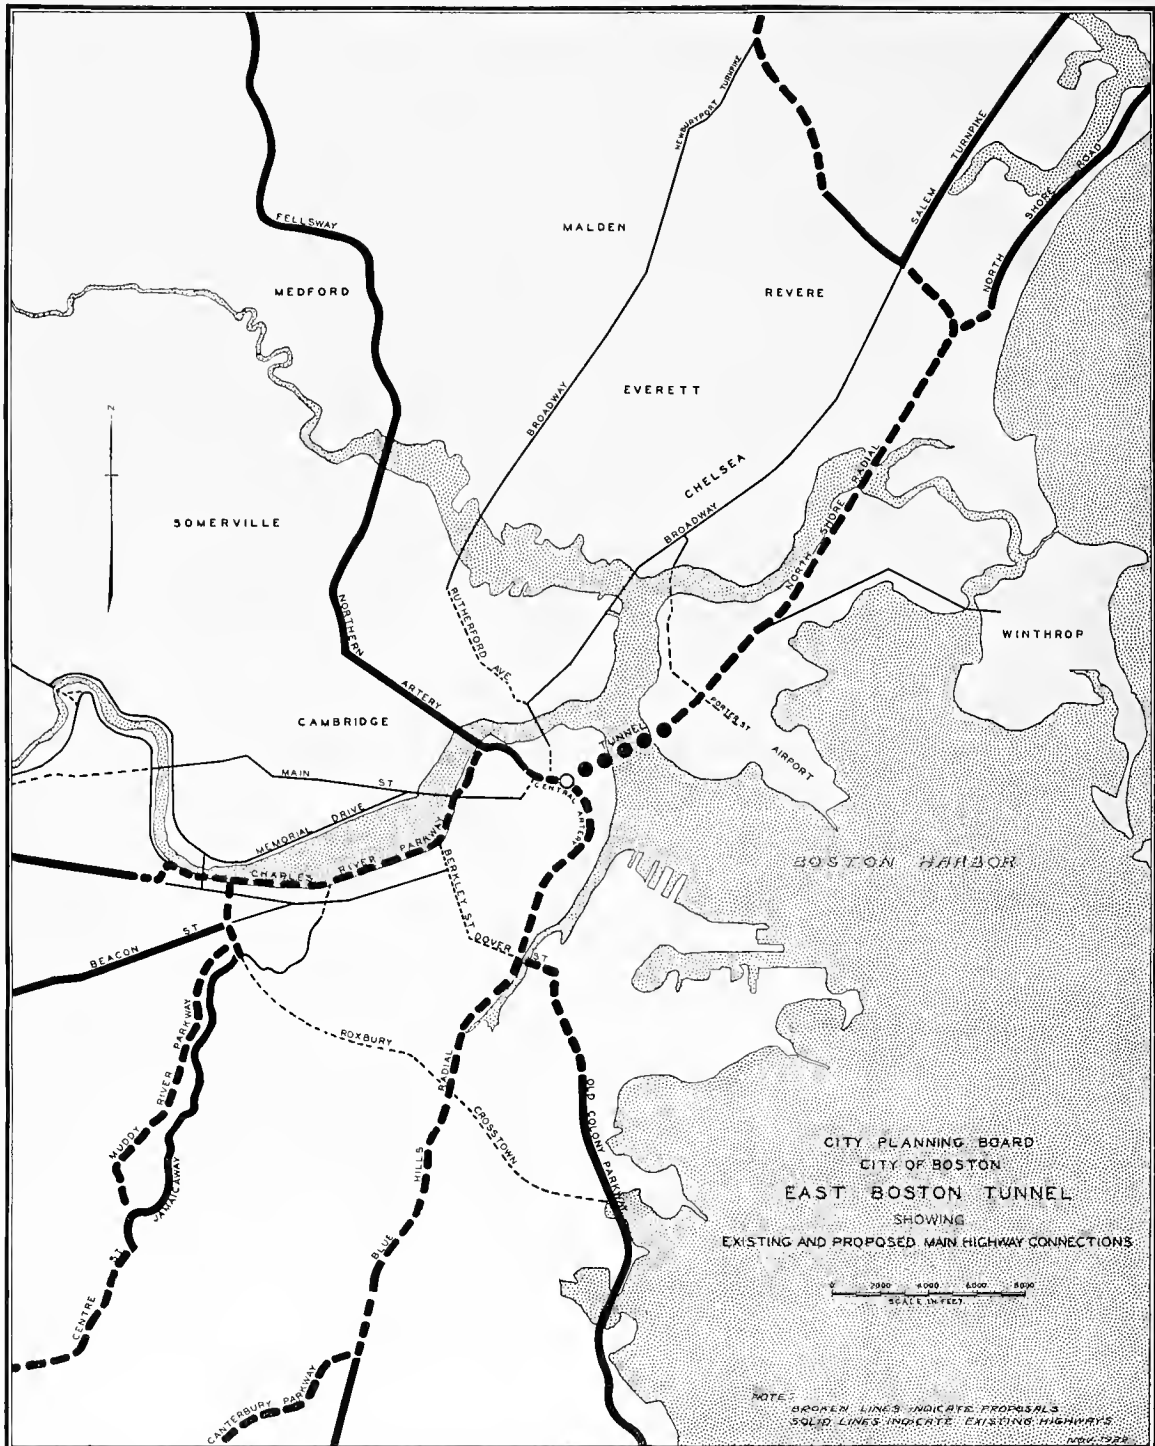 NEWBURYPORT TURNPIKE
SALEM TURNPIKE
NORTH SHORE ROAD
FELLSWAY
MALDEN
MEDFORD
REVERE
EVERETT
BROADWAY
CHELSEA
BROADWAY
NORTH SHORE RADIAL
N
SOMERVILLE
NORTHERN ARTERY
RUTHERFORD AVE
WINTHROP
CAMBRIDGE
PORTER ST
TUNNEL
AIRPORT
MAIN ST
CENTRAL ARTERY
MEMORIAL DRIVE
CHARLES RIVER PARKWAY
BERKLEY ST
BOSTON HARBOR
BEACON ST
DOVER ST
MUDDY RIVER PARKWAY
JAMAICAWAY
ROXBURY CROSSTOWN
BLUE HILLS RADIAL
OLD COLONY PARKWAY
CENTRE ST
CANTERBURY PARKWAY
CITY PLANNING BOARD
CITY OF BOSTON
EAST BOSTON TUNNEL
SHOWING
EXISTING AND PROPOSED MAIN HIGHWAY CONNECTIONS
0 2000 4000 6000 8000
SCALE IN FEET
NOTE:
BROKEN LINES INDICATE PROPOSALS
SOLID LINES INDICATE EXISTING HIGHWAYS